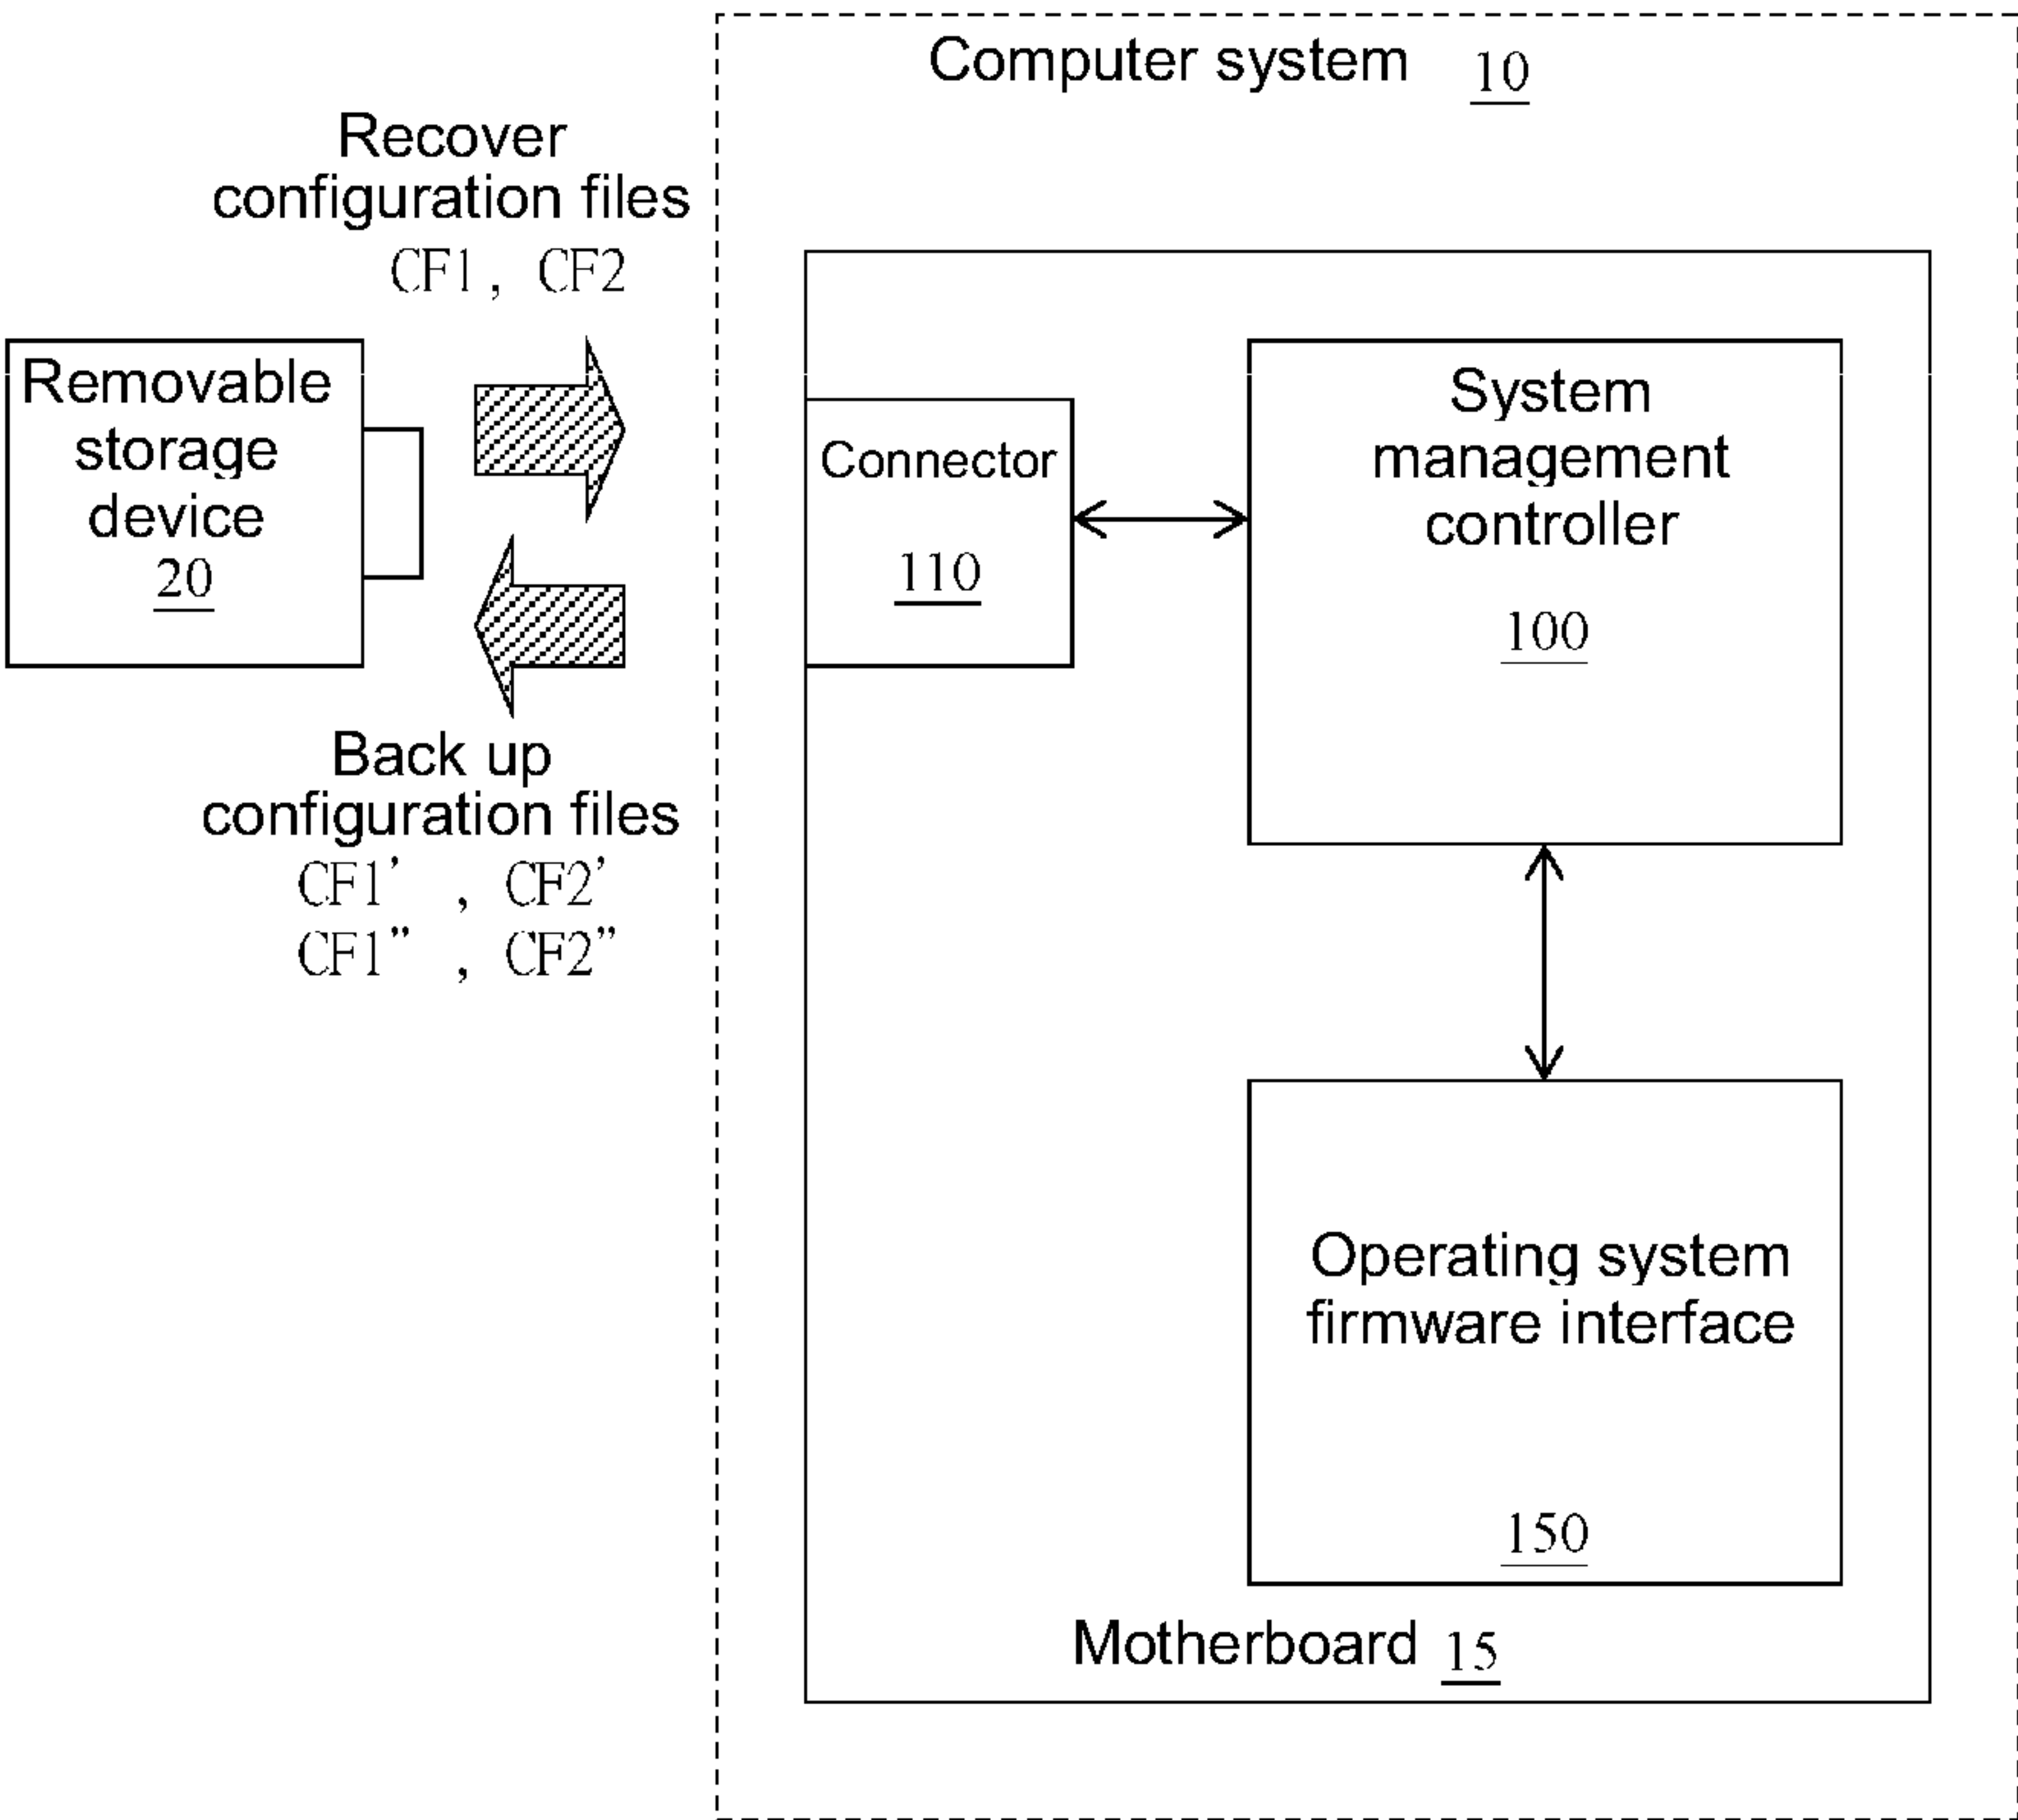 Computer system 10
Recover
configuration files
CF1, CF2
Removable
storage
device
20
Back up
configuration files
CF1’ , CF2’
CF1” , CF2”
Connector
110
System
management
controller
100
Operating system
firmware interface
150
Motherboard 15